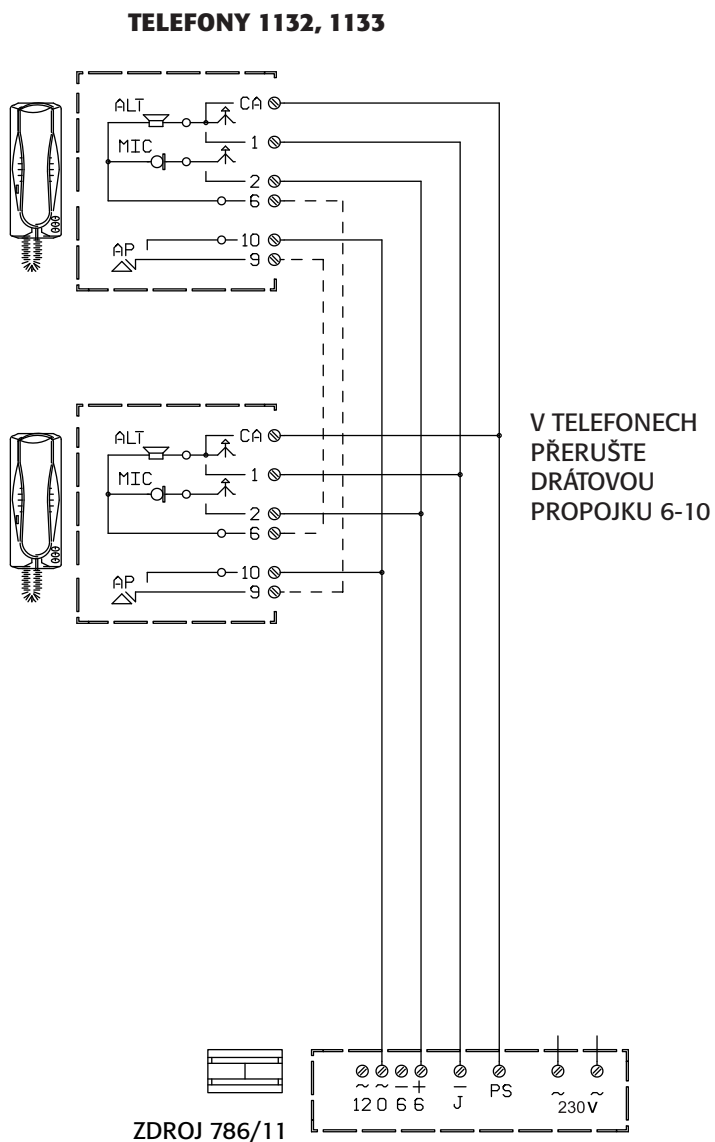 TELEFONY 1132, 1133
ALT
CA
1
MIC
2
6
10
AP
9
ALT
CA
1
MIC
2
6
10
AP
9
V TELEFONECH
PŘERUŠTE
DRÁTOVOU
PROPOJKU 6-10
~ ~ − + − PS ~ ~
12 0 6 6 J 230V
ZDROJ 786/11